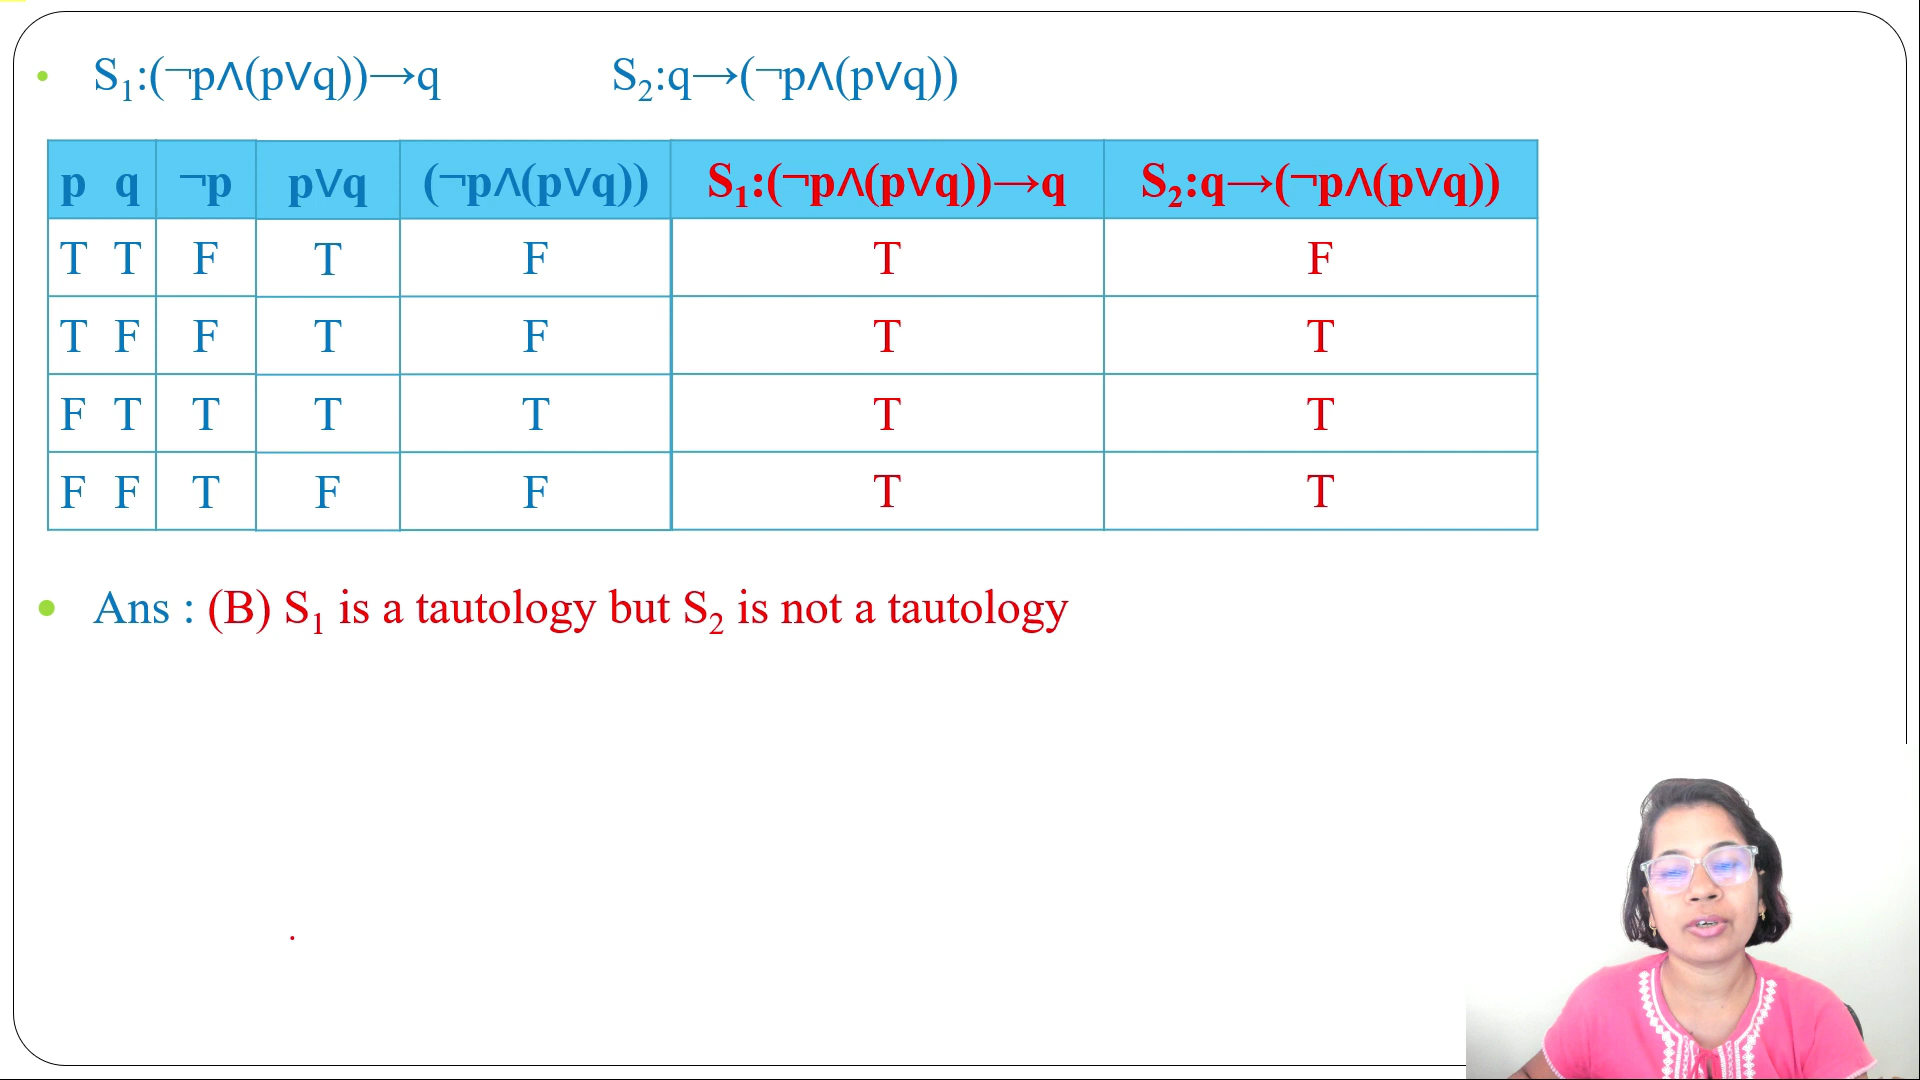 • S₁:(¬p∧(p∨q))→q S₂:q→(¬p∧(p∨q))
p q ¬p p∨q (¬p∧(p∨q)) S₁:(¬p∧(p∨q))→q S₂:q→(¬p∧(p∨q))
T T F T F T F
T F F T F T T
F T T T T T T
F F T F F T T
• Ans : (B) S₁ is a tautology but S₂ is not a tautology